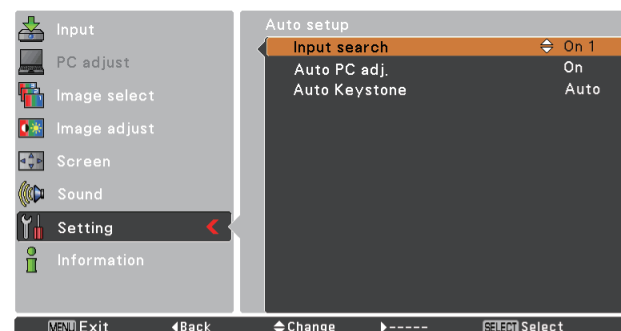 Input
PC adjust
Image select
Image adjust
Screen
Sound
Setting
Information
Auto setup
Input search On 1
Auto PC adj. On
Auto Keystone Auto
MENU Exit Back Change ----- SELECT Select